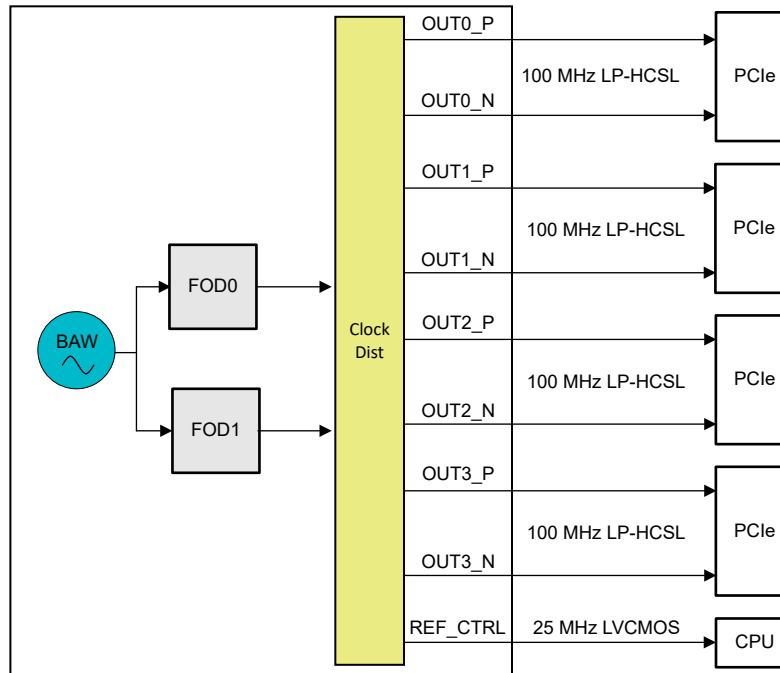 OUT0_P
100 MHz LP-HCSL
PCIe
OUT0_N
OUT1_P
100 MHz LP-HCSL
PCIe
OUT1_N
FOD0
BAW
Clock
Dist
OUT2_P
100 MHz LP-HCSL
PCIe
OUT2_N
FOD1
OUT3_P
100 MHz LP-HCSL
PCIe
OUT3_N
REF_CTRL
25 MHz LVCMOS
CPU